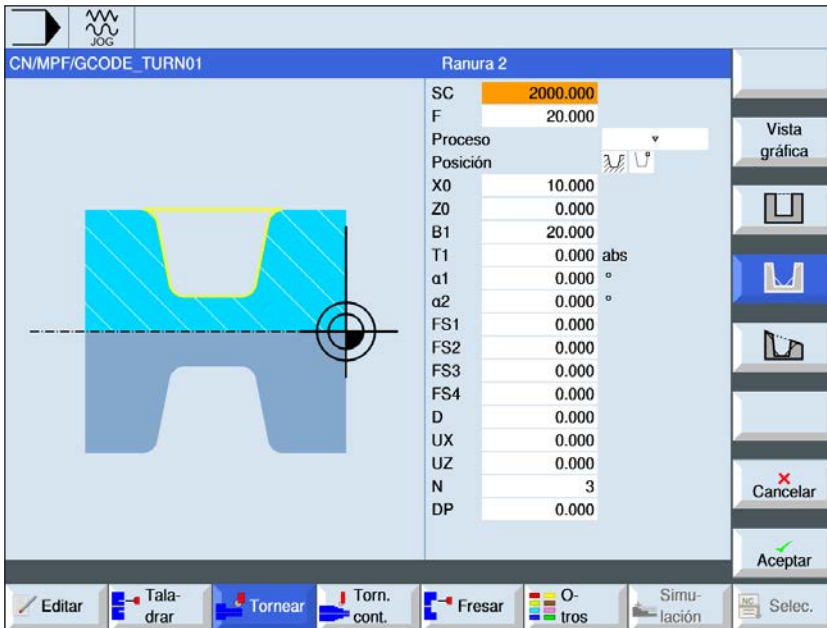 JOG
CN/MPF/GCODE_TURN01
Ranura 2
SC 2000.000
F 20.000
Proceso ▿
Posición
X0 10.000
Z0 0.000
B1 20.000
T1 0.000 abs
α1 0.000 °
α2 0.000 °
FS1 0.000
FS2 0.000
FS3 0.000
FS4 0.000
D 0.000
UX 0.000
UZ 0.000
N 3
DP 0.000
Vista
gráfica
Cancelar
Aceptar
Editar
Tala-
drar
Tornear
Torn.
cont.
Fresar
O-
tros
Simu-
lación
NC
Selec.